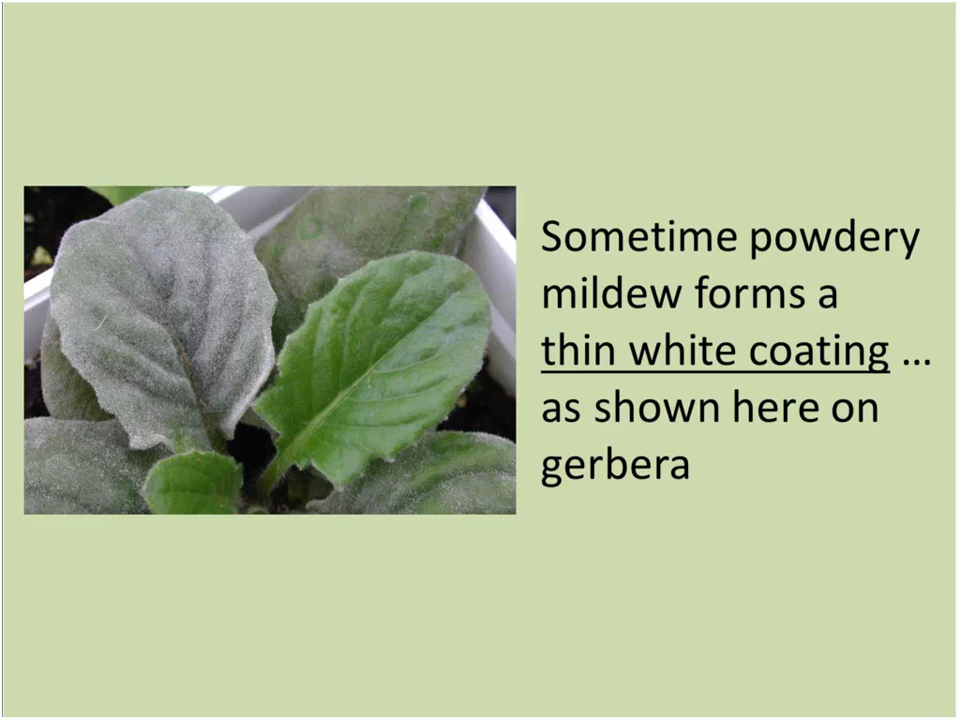 Sometime powdery
mildew forms a
thin white coating …
as shown here on
gerbera